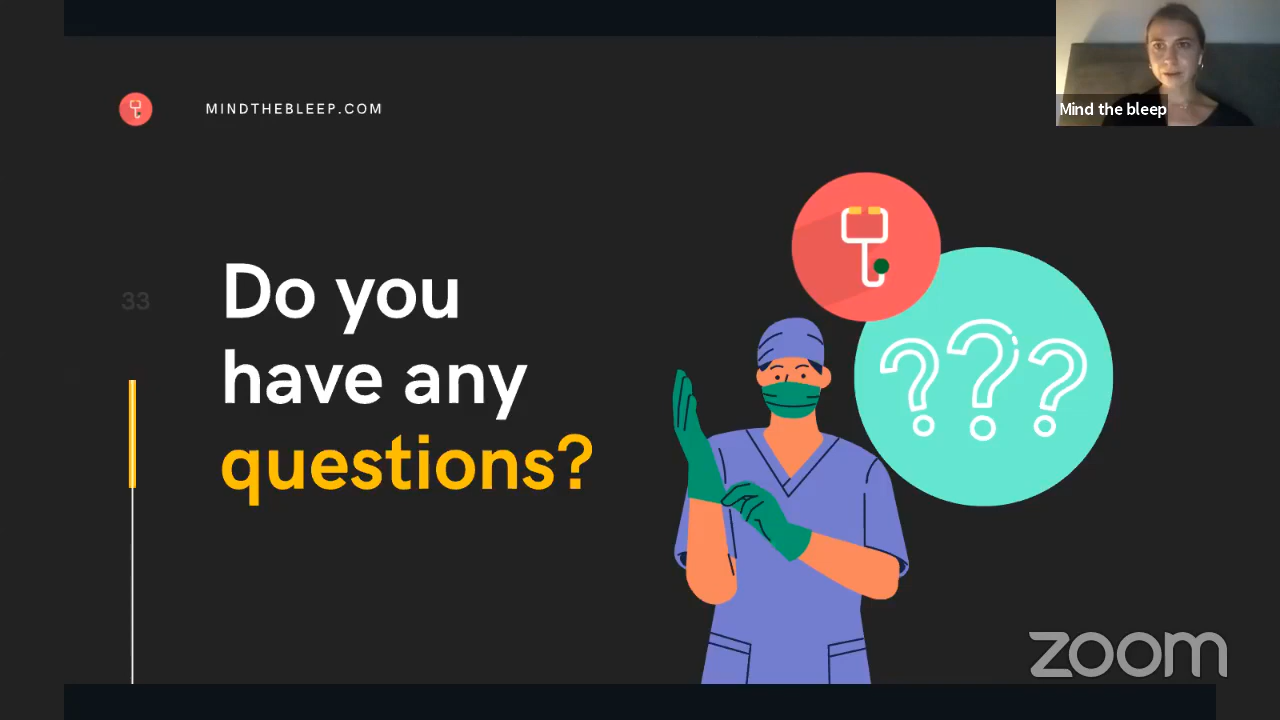 MINDTHEBLEEP.COM
Mind the bleep
33
Do you
have any
questions?
???
zoom